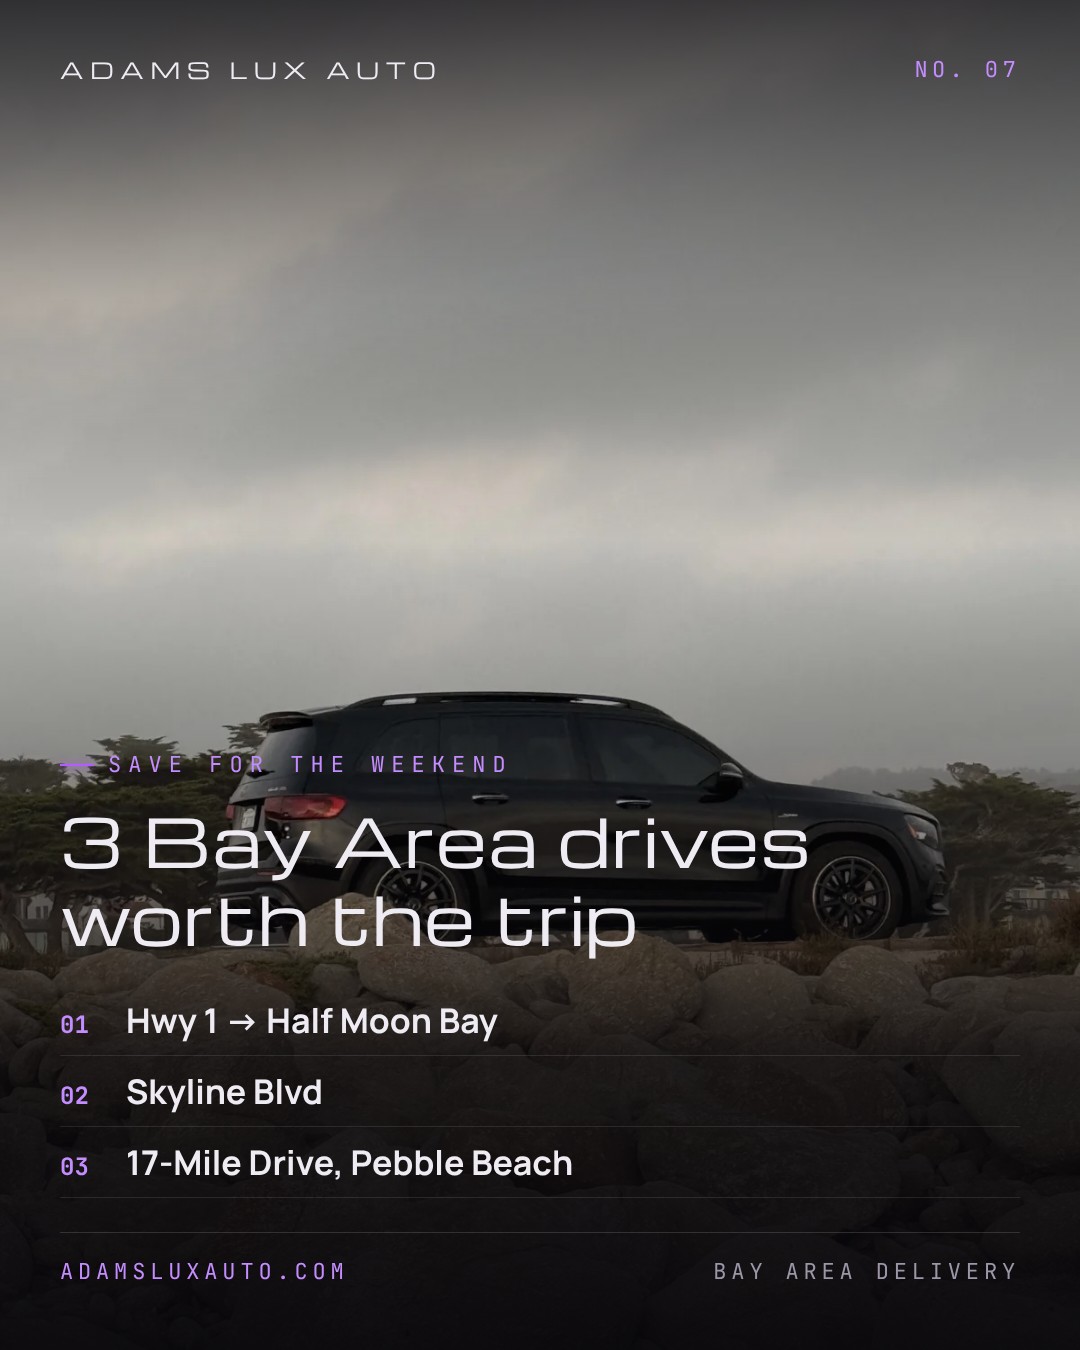 ADAMS LUX AUTO
NO. 07
SAVE FOR THE WEEKEND
3 Bay Area drives
worth the trip
01 Hwy 1 → Half Moon Bay
02 Skyline Blvd
03 17-Mile Drive, Pebble Beach
ADAMSLUXAUTO.COM
BAY AREA DELIVERY